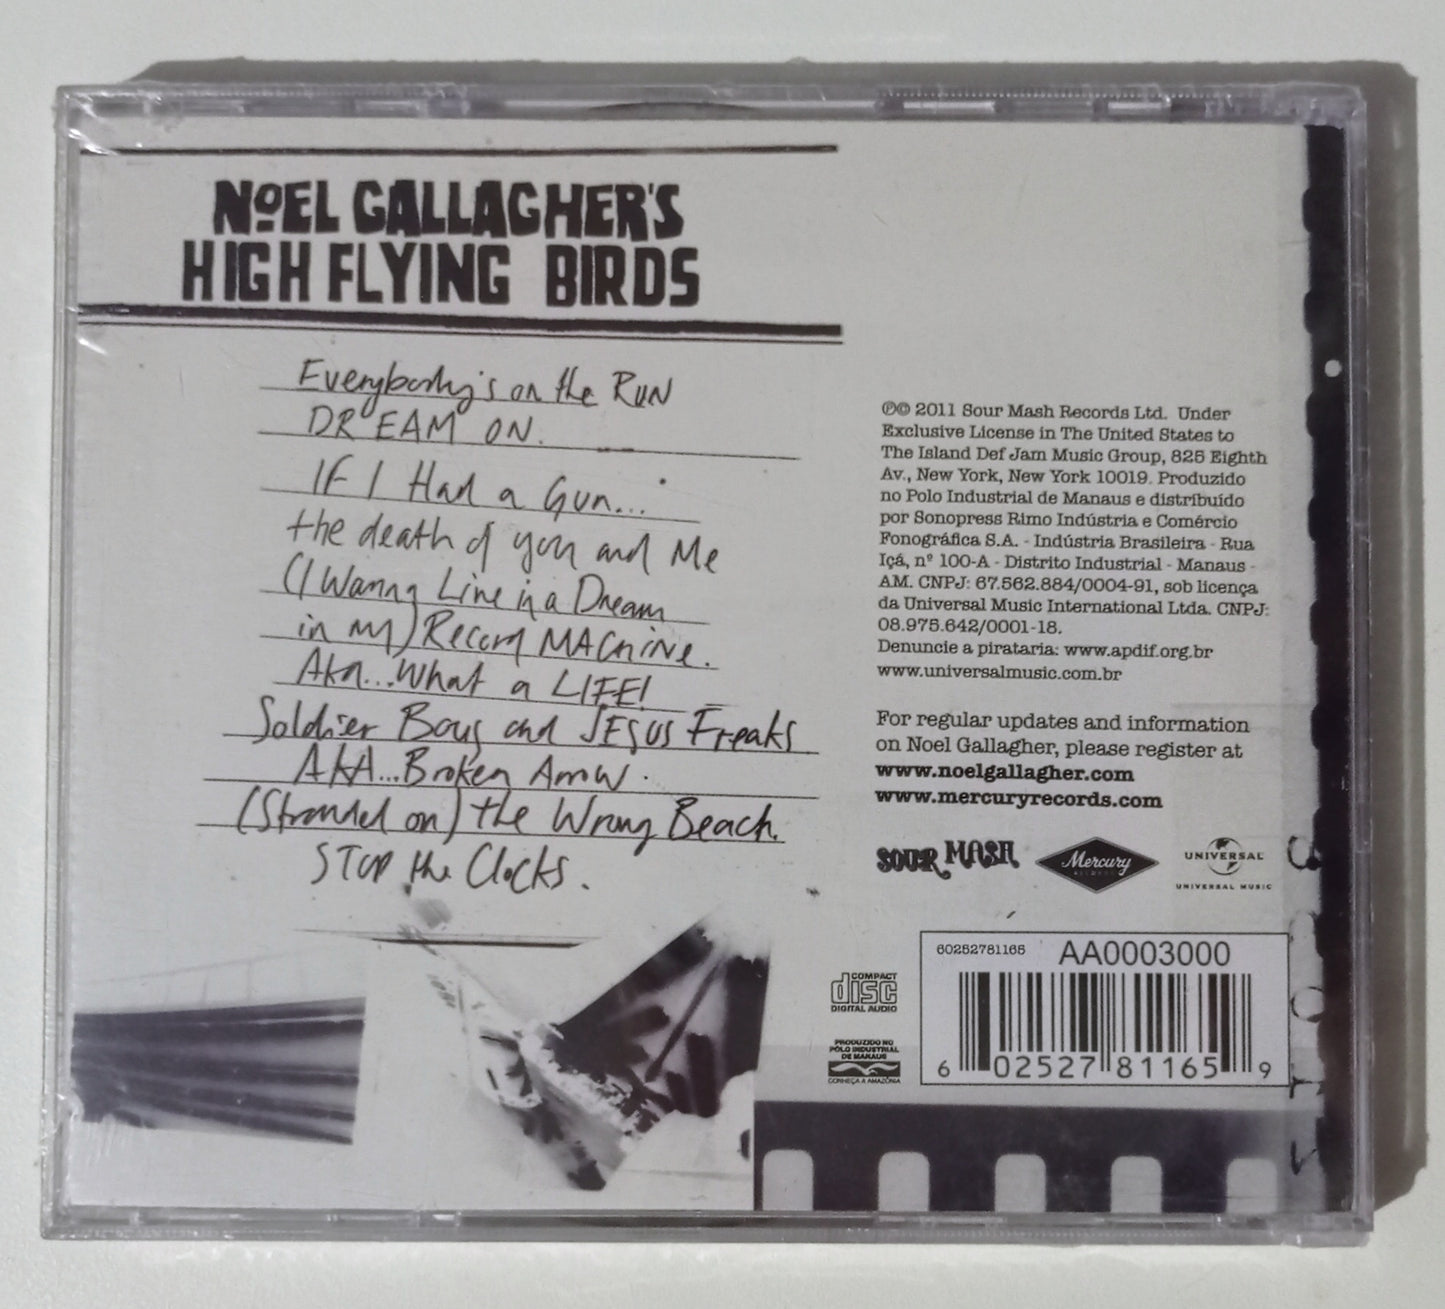 NOEL GALLAGHER'S
HIGH FLYING BIRDS
Everybody's on the RUN
DREAM ON.
IF I Had a Gun...
the death of you and Me
(I Wanna Live in a Dream
in my) Record MACHINE.
AKA...What a LIFE!
Soldier Boys and JESUS Freaks
AKA...Broken Arrow.
(Stranded on) the Wrong Beach.
STOP the Clocks.
℗© 2011 Sour Mash Records Ltd. Under
Exclusive License in The United States to
The Island Def Jam Music Group, 825 Eighth
Av., New York, New York 10019. Produzido
no Polo Industrial de Manaus e distribuído
por Sonopress Rimo Indústria e Comércio
Fonográfica S.A. - Indústria Brasileira - Rua
Içá, nº 100-A - Distrito Industrial - Manaus -
AM. CNPJ: 67.562.884/0004-91, sob licença
da Universal Music International Ltda. CNPJ:
08.975.642/0001-18.
Denuncie a pirataria: www.apdif.org.br
www.universalmusic.com.br
For regular updates and information
on Noel Gallagher, please register at
www.noelgallagher.com
www.mercuryrecords.com
SOUR MASH
Mercury
RECORDS
UNIVERSAL
UNIVERSAL MUSIC
60252781165 AA0003000
6 02527 81165 9
COMPACT
disc
DIGITAL AUDIO
PRODUZIDO NO
PÓLO INDUSTRIAL
DE MANAUS
CONHEÇA A AMAZÔNIA